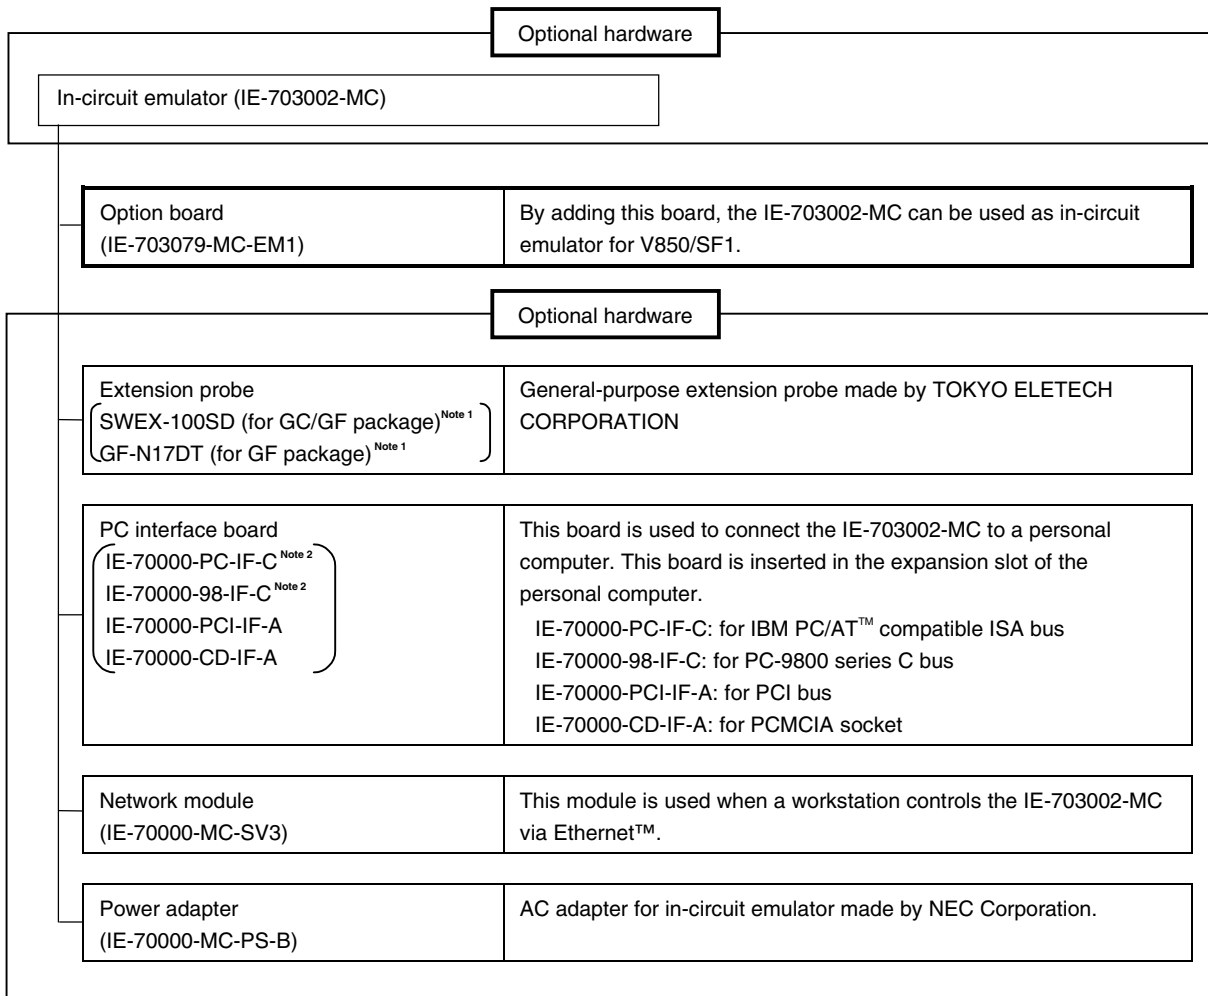 Optional hardware
In-circuit emulator (IE-703002-MC)
Option board
(IE-703079-MC-EM1)
By adding this board, the IE-703002-MC can be used as in-circuit
emulator for V850/SF1.
Optional hardware
Extension probe
SWEX-100SD (for GC/GF package) Note 1
GF-N17DT (for GF package) Note 1
General-purpose extension probe made by TOKYO ELETECH
CORPORATION
PC interface board
IE-70000-PC-IF-C Note 2
IE-70000-98-IF-C Note 2
IE-70000-PCI-IF-A
IE-70000-CD-IF-A
This board is used to connect the IE-703002-MC to a personal
computer. This board is inserted in the expansion slot of the
personal computer.
IE-70000-PC-IF-C: for IBM PC/AT™ compatible ISA bus
IE-70000-98-IF-C: for PC-9800 series C bus
IE-70000-PCI-IF-A: for PCI bus
IE-70000-CD-IF-A: for PCMCIA socket
Network module
(IE-70000-MC-SV3)
This module is used when a workstation controls the IE-703002-MC
via Ethernet™.
Power adapter
(IE-70000-MC-PS-B)
AC adapter for in-circuit emulator made by NEC Corporation.